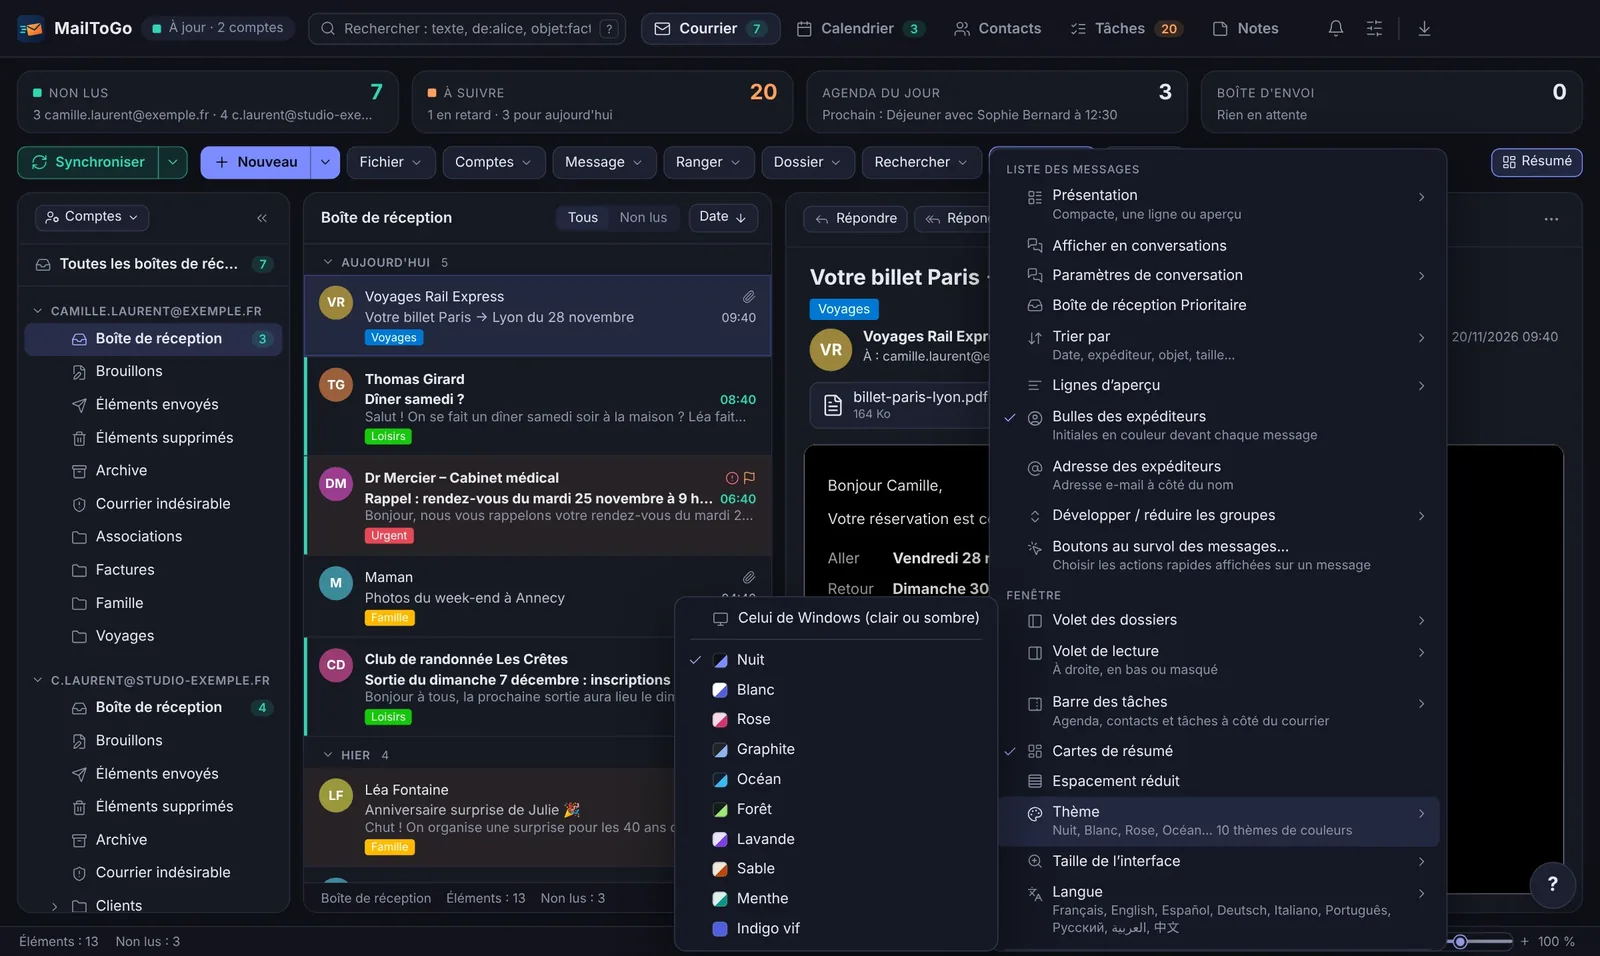 MailToGo
À jour · 2 comptes
Rechercher : texte, de:alice, objet:fact
?
Courrier 7
Calendrier 3
Contacts
Tâches 20
Notes
NON LUS 7
3 camille.laurent@exemple.fr · 4 c.laurent@studio-exe...
À SUIVRE 20
1 en retard · 3 pour aujourd'hui
AGENDA DU JOUR 3
Prochain : Déjeuner avec Sophie Bernard à 12:30
BOÎTE D'ENVOI 0
Rien en attente
Synchroniser
+ Nouveau
Fichier
Comptes
Message
Ranger
Dossier
Rechercher
Résumé
Comptes
Toutes les boîtes de réc... 7
CAMILLE.LAURENT@EXEMPLE.FR
Boîte de réception 3
Brouillons
Éléments envoyés
Éléments supprimés
Archive
Courrier indésirable
Associations
Factures
Famille
Voyages
C.LAURENT@STUDIO-EXEMPLE.FR
Boîte de réception 4
Brouillons
Éléments envoyés
Éléments supprimés
Archive
Courrier indésirable
Clients
Boîte de réception
Tous
Non lus
Date ↓
AUJOURD'HUI 5
VR
Voyages Rail Express
Votre billet Paris → Lyon du 28 novembre 09:40
Voyages
TG
Thomas Girard
Dîner samedi ? 08:40
Salut ! On se fait un dîner samedi soir à la maison ? Léa fait...
Loisirs
DM
Dr Mercier – Cabinet médical
Rappel : rendez-vous du mardi 25 novembre à 9 h... 06:40
Bonjour, nous vous rappelons votre rendez-vous du mardi 2...
Urgent
M
Maman
Photos du week-end à Annecy
Famille
CD
Club de randonnée Les Crêtes
Sortie du dimanche 7 décembre : inscriptions
Bonjour à tous, la prochaine sortie aura lieu le dim
Loisirs
HIER 4
LF
Léa Fontaine
Anniversaire surprise de Julie 🎉
Chut ! On organise une surprise pour les 40 ans
Famille
Boîte de réception Éléments : 13 Non lus : 3
Répondre
Répon
Votre billet Paris
Voyages
VR
Voyages Rail Expr
À : camille.laurent@e
20/11/2026 09:40
billet-paris-lyon.pdf
164 Ko
Bonjour Camille,
Votre réservation est c
Aller Vendredi 28 n
Retour Dimanche 30
LISTE DES MESSAGES
Présentation
Compacte, une ligne ou aperçu
Afficher en conversations
Paramètres de conversation
Boîte de réception Prioritaire
Trier par
Date, expéditeur, objet, taille...
Lignes d’aperçu
Bulles des expéditeurs
Initiales en couleur devant chaque message
Adresse des expéditeurs
Adresse e-mail à côté du nom
Développer / réduire les groupes
Boutons au survol des messages...
Choisir les actions rapides affichées sur un message
FENÊTRE
Volet des dossiers
Volet de lecture
À droite, en bas ou masqué
Barre des tâches
Agenda, contacts et tâches à côté du courrier
Cartes de résumé
Espacement réduit
Thème
Nuit, Blanc, Rose, Océan... 10 thèmes de couleurs
Taille de l’interface
Langue
Français, English, Español, Deutsch, Italiano, Português,
Русский, العربية, 中文
Celui de Windows (clair ou sombre)
Nuit
Blanc
Rose
Graphite
Océan
Forêt
Lavande
Sable
Menthe
Indigo vif
?
Éléments : 13 Non lus : 3
+ 100 %